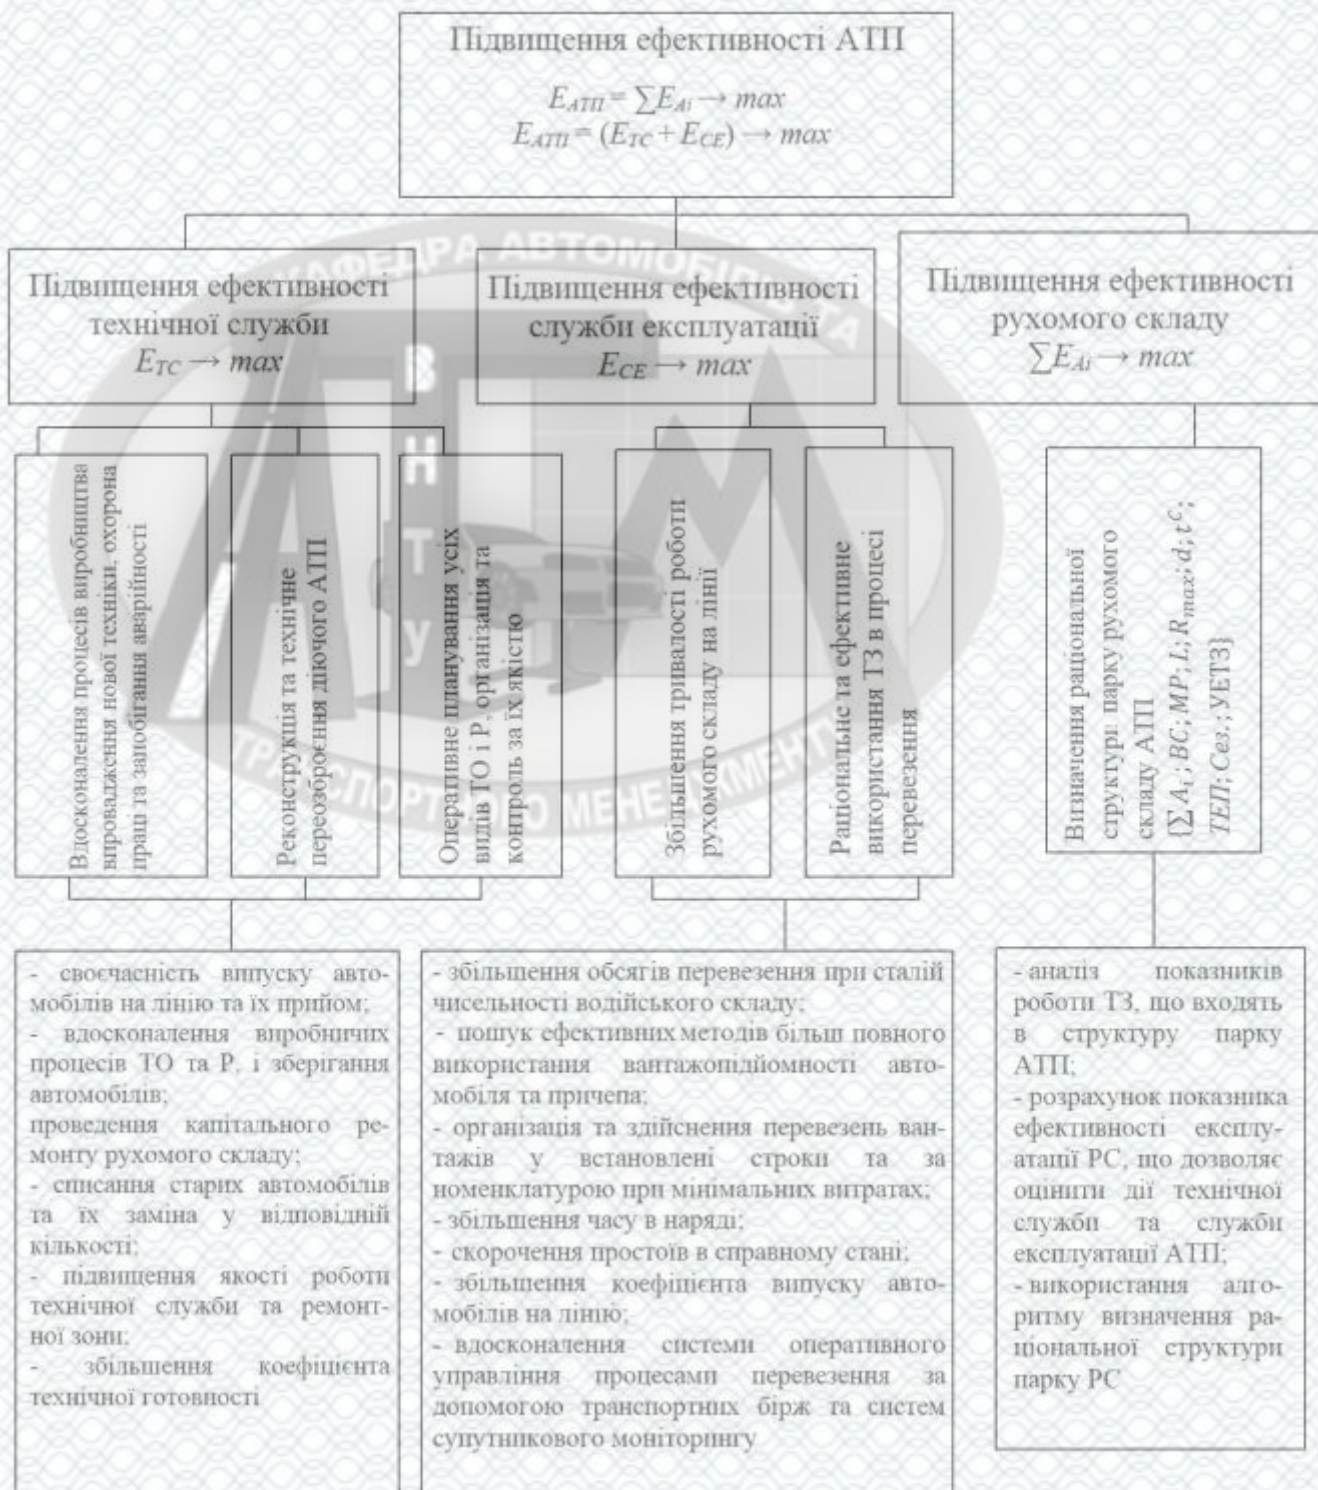 Підвищення ефективності АТП
E_АТП = ∑E_Ai → max
E_АТП = (E_ТС + E_СЕ) → max
Підвищення ефективності
технічної служби
E_ТС → max
Підвищення ефективності
служби експлуатації
E_СЕ → max
Підвищення ефективності
рухомого складу
∑E_Ai → max
Вдосконалення процесів виробництва
впровадження нової техніки, охорона
праці та запобігання аварійності
Реконструкція та технічне
переозброєння діючого АТП
Оперативне планування усіх
видів ТО і Р, організація та
контроль за їх якістю
Збільшення тривалості роботи
рухомого складу на лінії
Раціональне та ефективне
використання ТЗ в процесі
перевезення
Визначення раціональної
структури парку рухомого
складу АТП
{∑A_i; ВС; МР; L; R_max; d; t^c;
ТЕП; Сез.; УЕТЗ}
- своєчасність випуску авто-
мобілів на лінію та їх прийом;
- вдосконалення виробничих
процесів ТО та Р, і зберігання
автомобілів;
проведення капітального ре-
монту рухомого складу;
- списання старих автомобілів
та їх заміна у відповідній
кількості;
- підвищення якості роботи
технічної служби та ремонт-
ної зони;
- збільшення коефіцієнта
технічної готовності
- збільшення обсягів перевезення при сталій
чисельності водійського складу;
- пошук ефективних методів більш повного
використання вантажопідйомності авто-
мобіля та причепа;
- організація та здійснення перевезень ван-
тажів у встановлені строки та за
номенклатурою при мінімальних витратах;
- збільшення часу в наряді;
- скорочення простоїв в справному стані;
- збільшення коефіцієнта випуску авто-
мобілів на лінію;
- вдосконалення системи оперативного
управління процесами перевезення за
допомогою транспортних бірж та систем
супутникового моніторингу
- аналіз показників
роботи ТЗ, що входять
в структуру парку
АТП;
- розрахунок показника
ефективності експлу-
атації РС, що дозволяє
оцінити дії технічної
служби та служби
експлуатації АТП;
- використання алго-
ритму визначення ра-
ціональної структури
парку РС
КАФЕДРА АВТОМОБІЛІВ ТА
ТРАНСПОРТНОГО МЕНЕДЖМЕНТУ
ВНТУ
АТМ